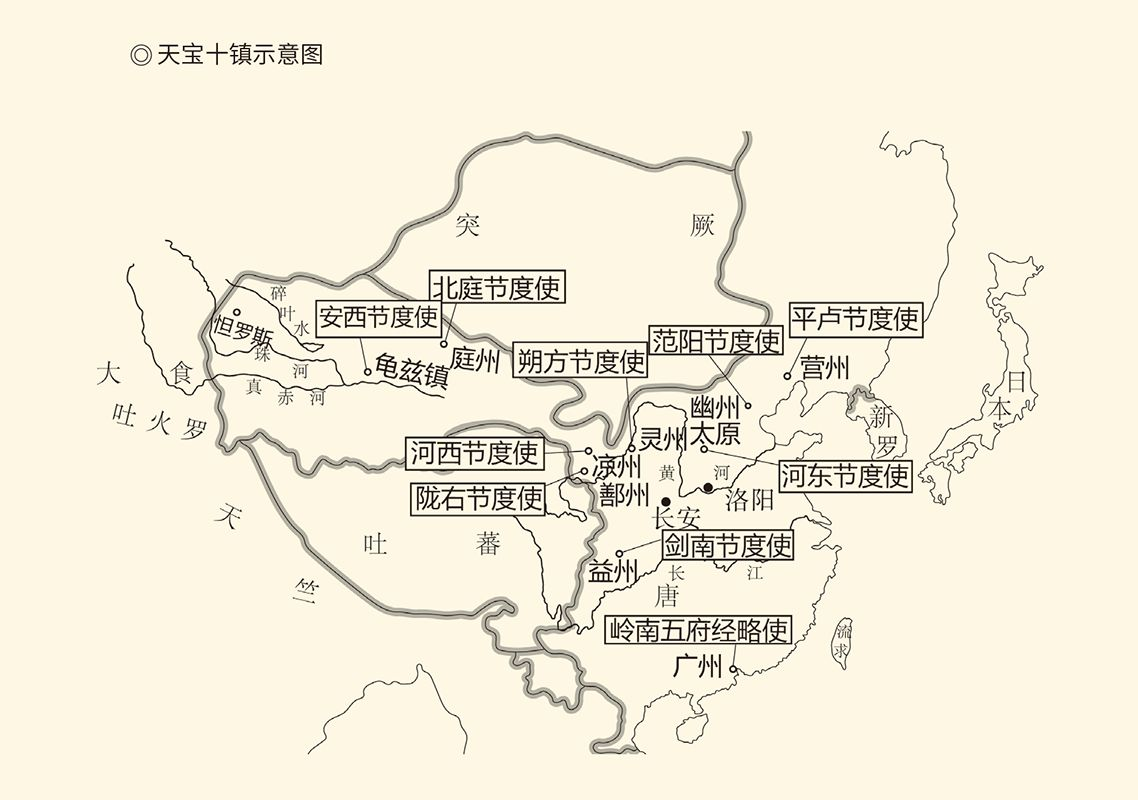 ◎ 天宝十镇示意图
突厥
北庭节度使
碎叶水
安西节度使
平卢节度使
怛罗斯
范阳节度使
庭州
朔方节度使
珠河
龟兹镇
营州
大食
真赤河
日本
幽州
吐火罗
新罗
灵州
太原
河西节度使
凉州
黄河
河东节度使
陇右节度使
鄯州
洛阳
长安
天竺
吐蕃
剑南节度使
益州
长江
唐
岭南五府经略使
流求
广州